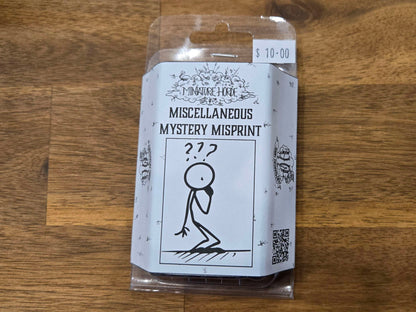 $ 10.00
MINIATURE HORDE
MISCELLANEOUS
MYSTERY MISPRINT
???